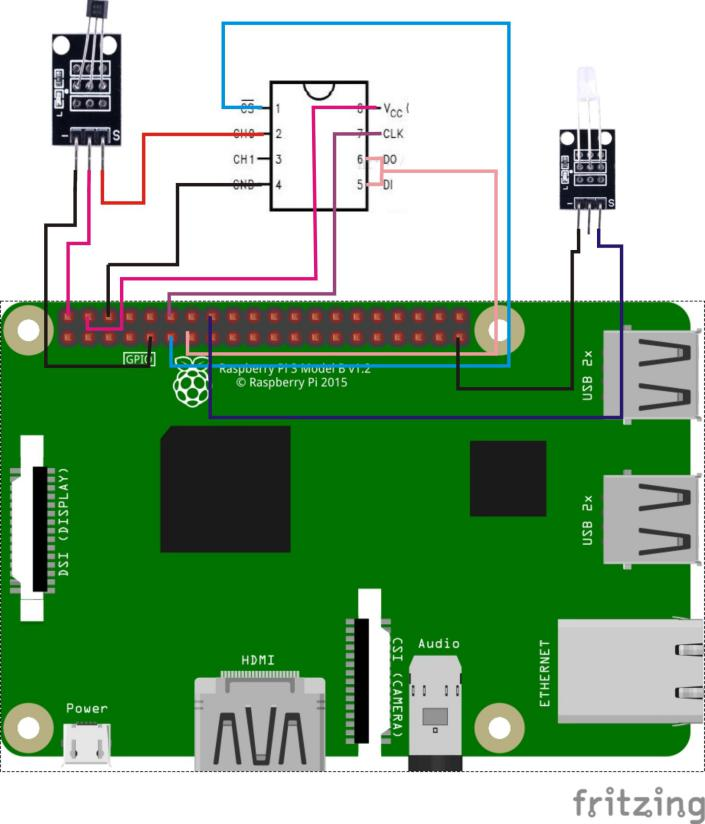 - S
L
CS 1
CH0 2
CH1 3
GND 4
8 VCC (
7 CLK
6 DO
5 DI
- S
L
GPIO
Raspberry Pi 3 Model B v1.2
© Raspberry Pi 2015
USB 2x
USB 2x
DSI (DISPLAY)
CSI (CAMERA)
Audio
HDMI
ETHERNET
Power
fritzing